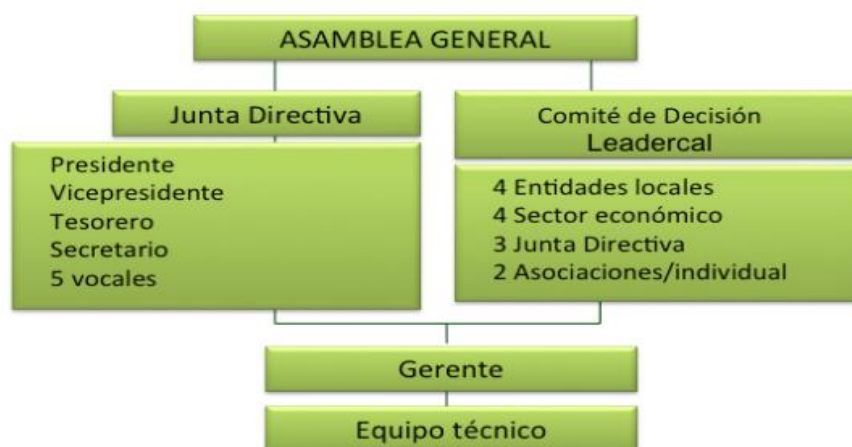 ASAMBLEA GENERAL
Junta Directiva
Presidente
Vicepresidente
Tesorero
Secretario
5 vocales
Comité de Decisión
Leadercal
4 Entidades locales
4 Sector económico
3 Junta Directiva
2 Asociaciones/individual
Gerente
Equipo técnico